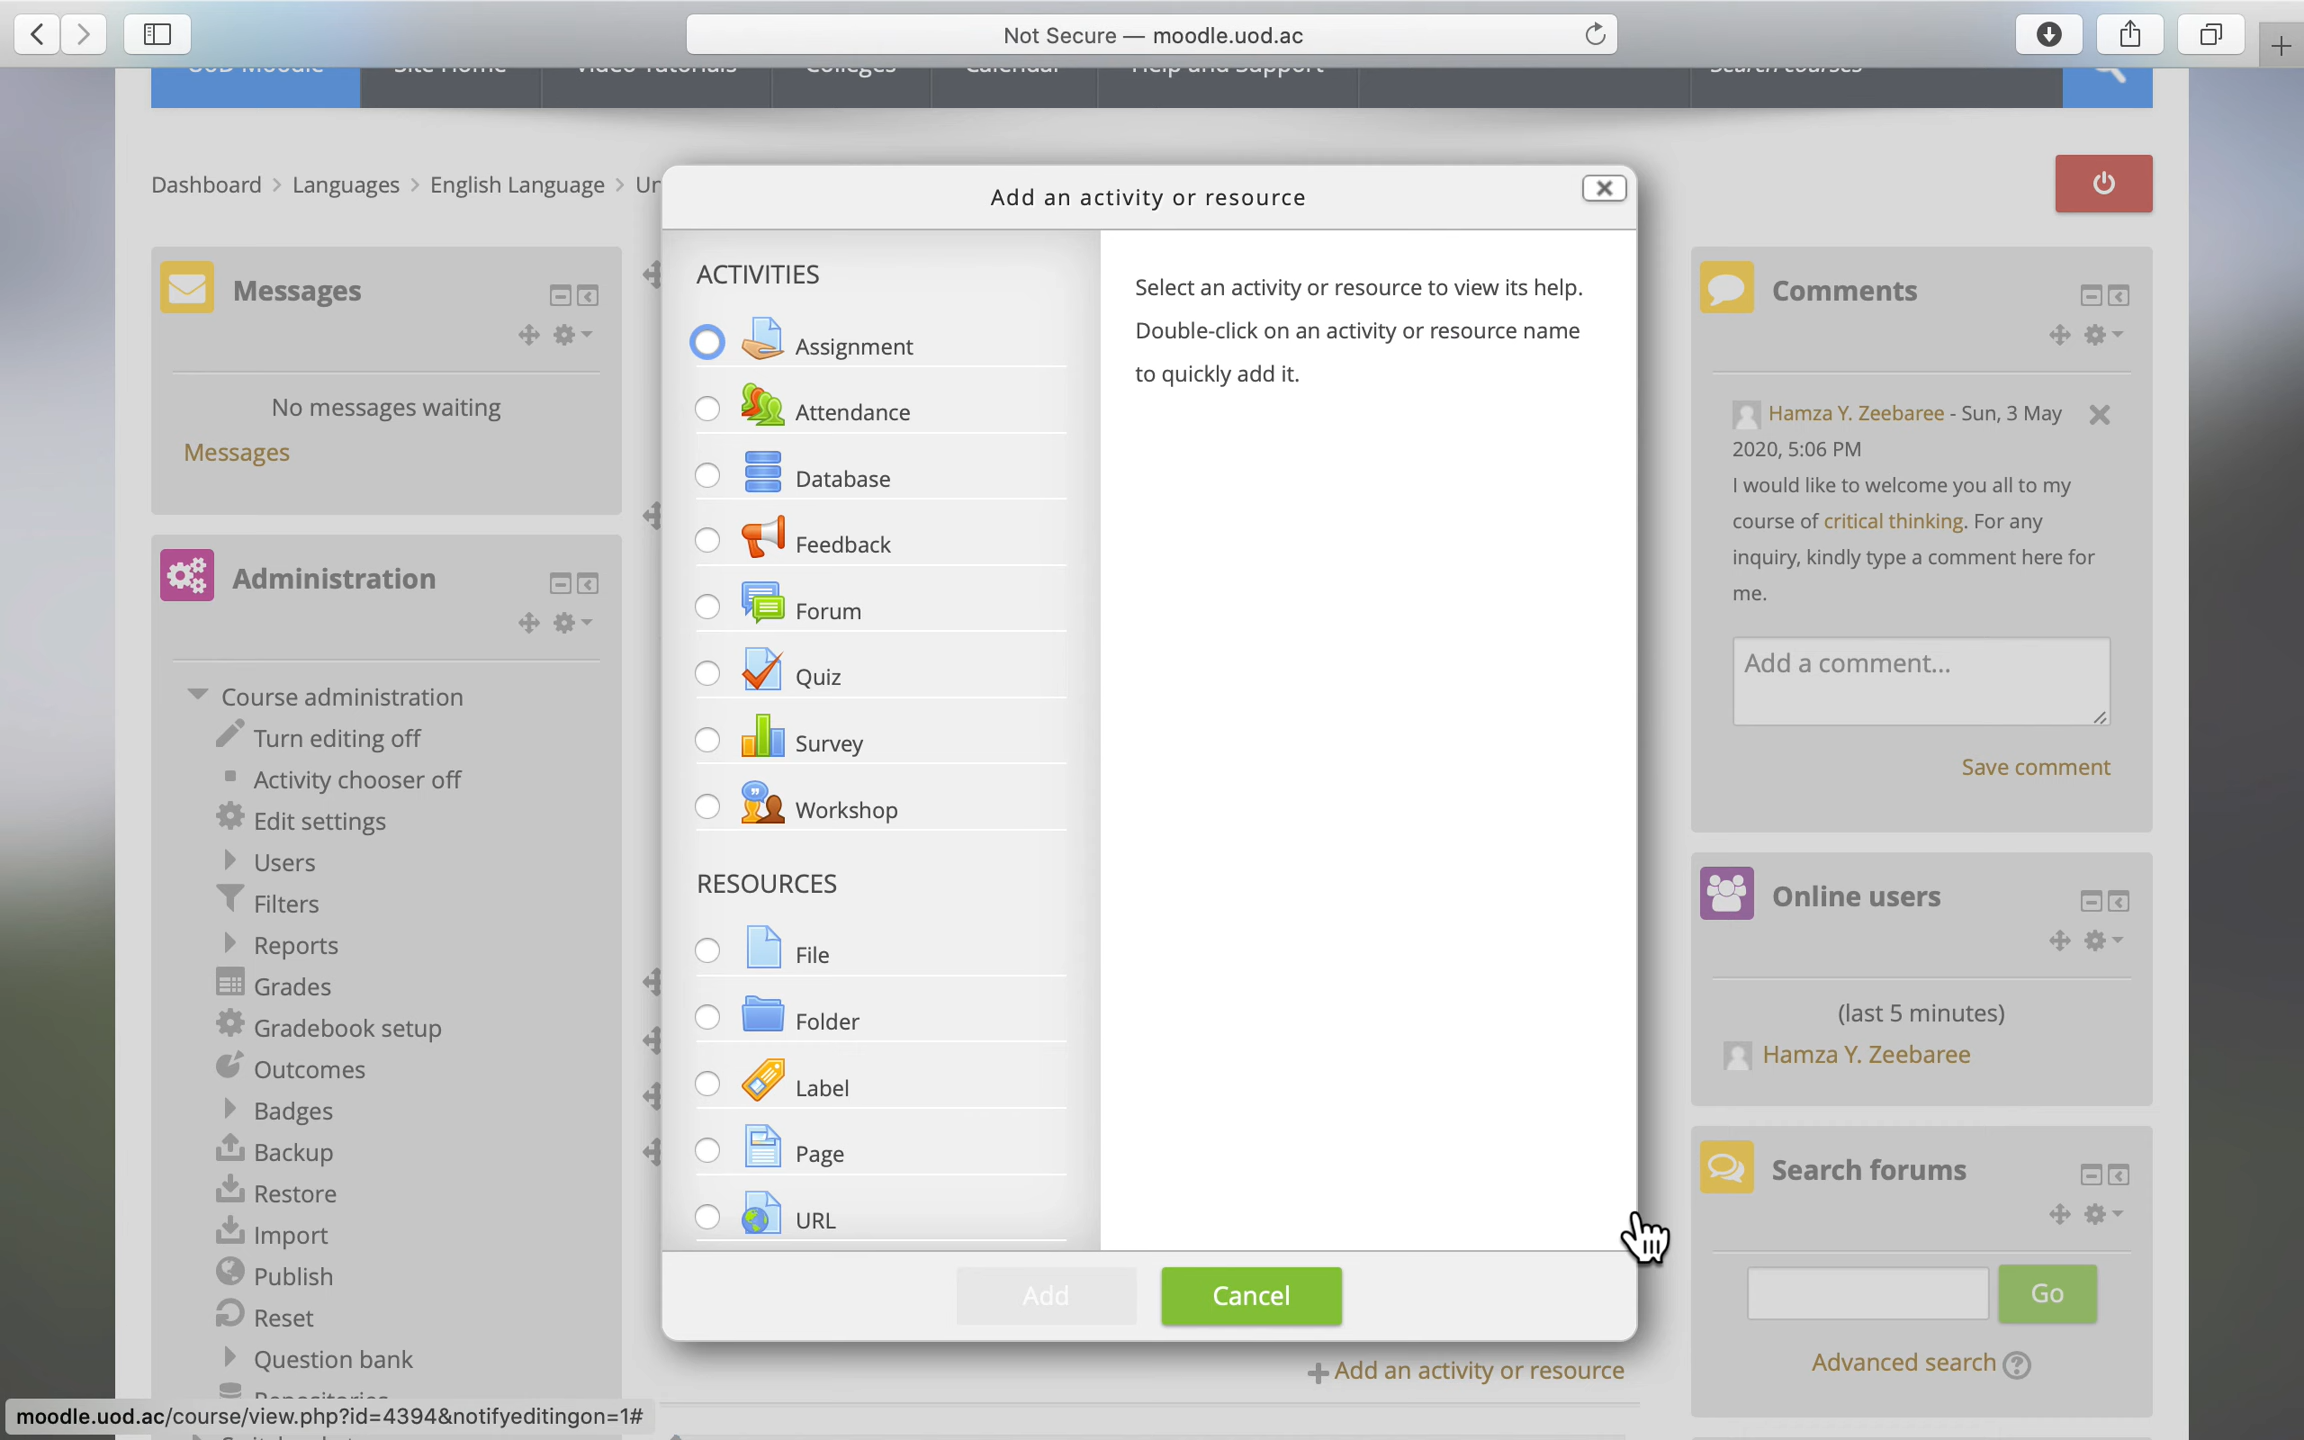 Not Secure — moodle.uod.ac
UoD Moodle
Site Home
Video Tutorials
Colleges
Calendar
Help and Support
Search courses
Dashboard > Languages > English Language > Un
Add an activity or resource
Messages
No messages waiting
Messages
Administration
Course administration
Turn editing off
Activity chooser off
Edit settings
Users
Filters
Reports
Grades
Gradebook setup
Outcomes
Badges
Backup
Restore
Import
Publish
Reset
Question bank
Repositories
moodle.uod.ac/course/view.php?id=4394&notifyeditingon=1#
ACTIVITIES
Assignment
Attendance
Database
Feedback
Forum
Quiz
Survey
Workshop
RESOURCES
File
Folder
Label
Page
URL
Select an activity or resource to view its help.
Double-click on an activity or resource name
to quickly add it.
Add
Cancel
Add an activity or resource
Comments
Hamza Y. Zeebaree - Sun, 3 May
2020, 5:06 PM
I would like to welcome you all to my
course of critical thinking. For any
inquiry, kindly type a comment here for
me.
Add a comment...
Save comment
Online users
(last 5 minutes)
Hamza Y. Zeebaree
Search forums
Go
Advanced search